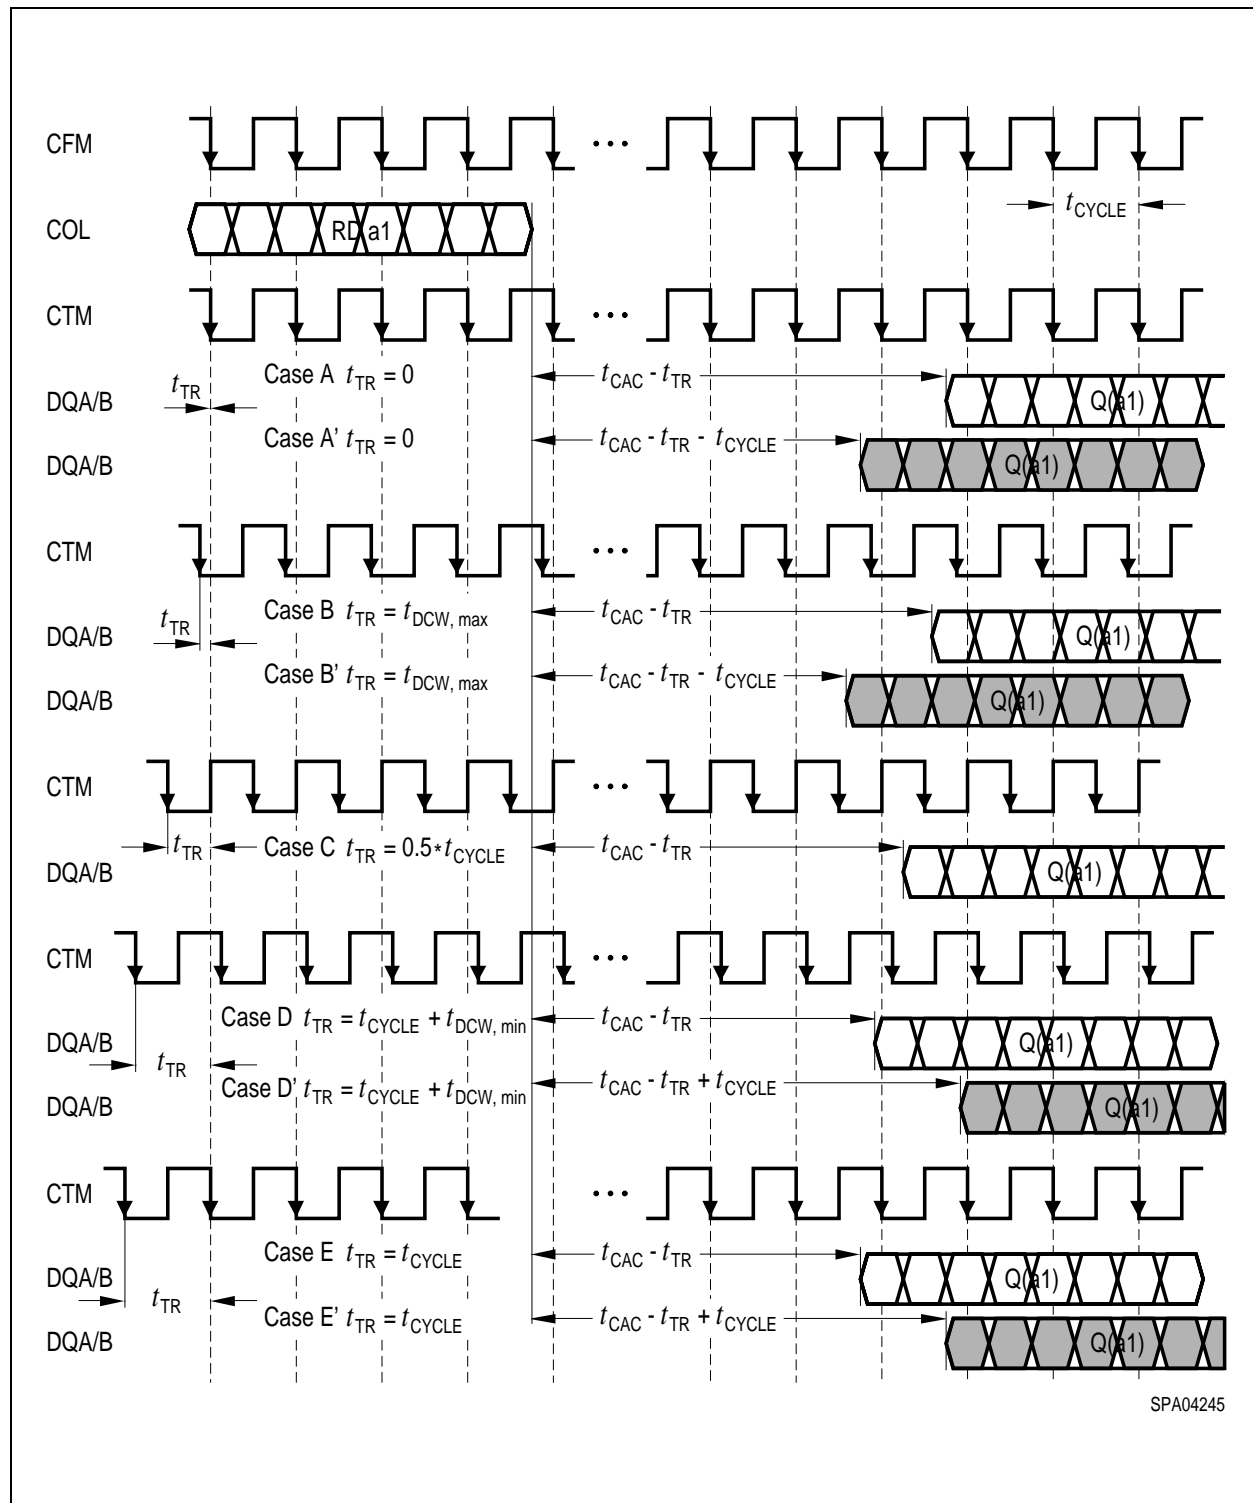 CFM
COL
RD a1
tCYCLE
CTM
Case A tTR = 0
tCAC - tTR
tTR
DQA/B
Q(a1)
Case A' tTR = 0
tCAC - tTR - tCYCLE
DQA/B
Q(a1)
CTM
Case B tTR = tDCW, max
tCAC - tTR
tTR
DQA/B
Q(a1)
Case B' tTR = tDCW, max
tCAC - tTR - tCYCLE
DQA/B
Q(a1)
CTM
tTR
Case C tTR = 0.5*tCYCLE
tCAC - tTR
DQA/B
Q(a1)
CTM
Case D tTR = tCYCLE + tDCW, min
tCAC - tTR
DQA/B
Q(a1)
tTR
Case D' tTR = tCYCLE + tDCW, min
tCAC - tTR + tCYCLE
DQA/B
Q(a1)
CTM
Case E tTR = tCYCLE
tCAC - tTR
DQA/B
Q(a1)
tTR
Case E' tTR = tCYCLE
tCAC - tTR + tCYCLE
DQA/B
Q(a1)
SPA04245